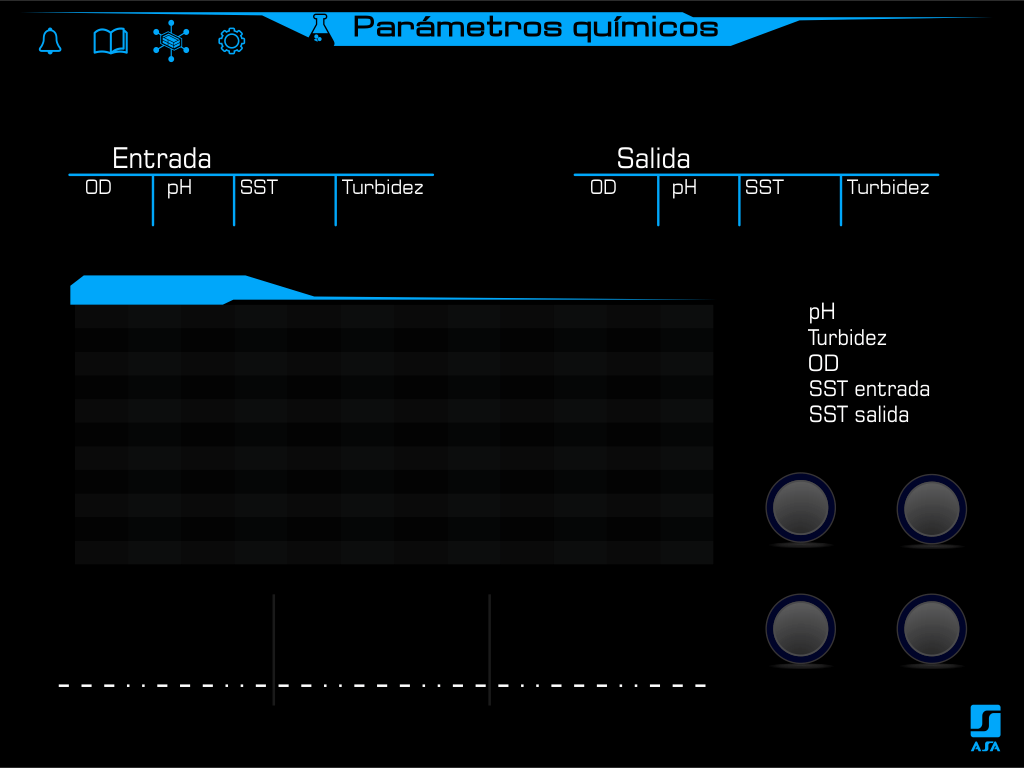 Parámetros químicos
Entrada
OD pH SST Turbidez
Salida
OD pH SST Turbidez
pH
Turbidez
OD
SST entrada
SST salida
ASA